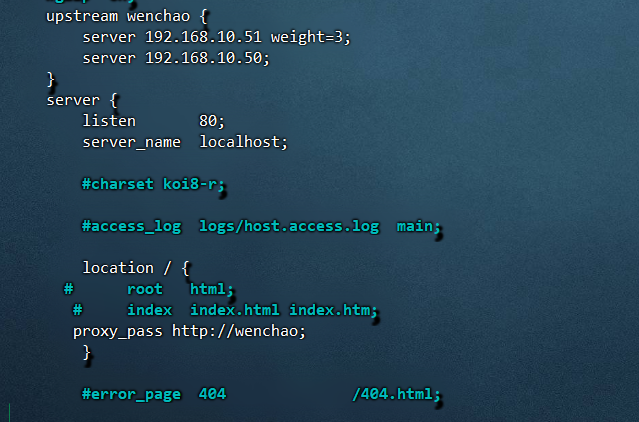 upstream wenchao {
server 192.168.10.51 weight=3;
server 192.168.10.50;
}
server {
listen       80;
server_name  localhost;
#charset koi8-r;
#access_log  logs/host.access.log  main;
location / {
#      root   html;
#     index  index.html index.htm;
proxy_pass http://wenchao;
}
#error_page  404              /404.html;